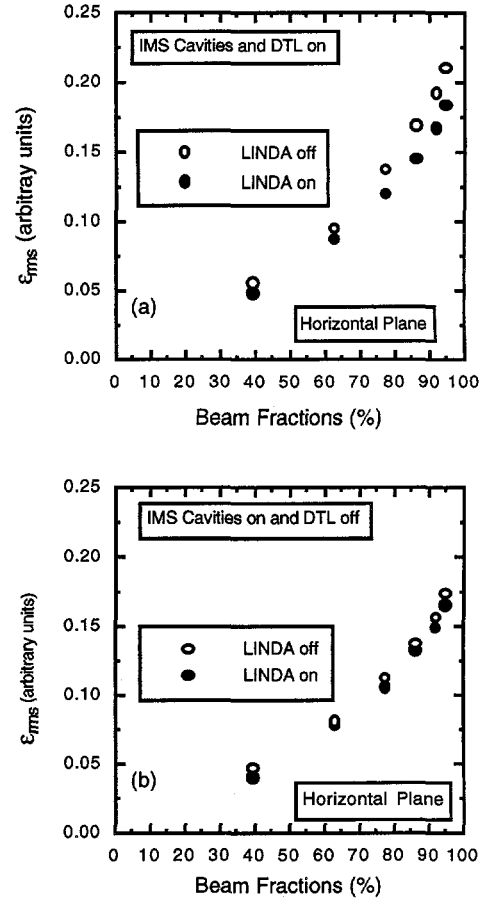 0.25
IMS Cavities and DTL on
0.20
LINDA off
LINDA on
0.15
0.10
0.05
0.00
εrms (arbitray units)
(a)
Horizontal Plane
0 10 20 30 40 50 60 70 80 90 100
Beam Fractions (%)
0.25
IMS Cavities on and DTL off
0.20
LINDA off
LINDA on
0.15
0.10
0.05
0.00
εrms (arbitrary units)
(b)
Horizontal Plane
0 10 20 30 40 50 60 70 80 90 100
Beam Fractions (%)